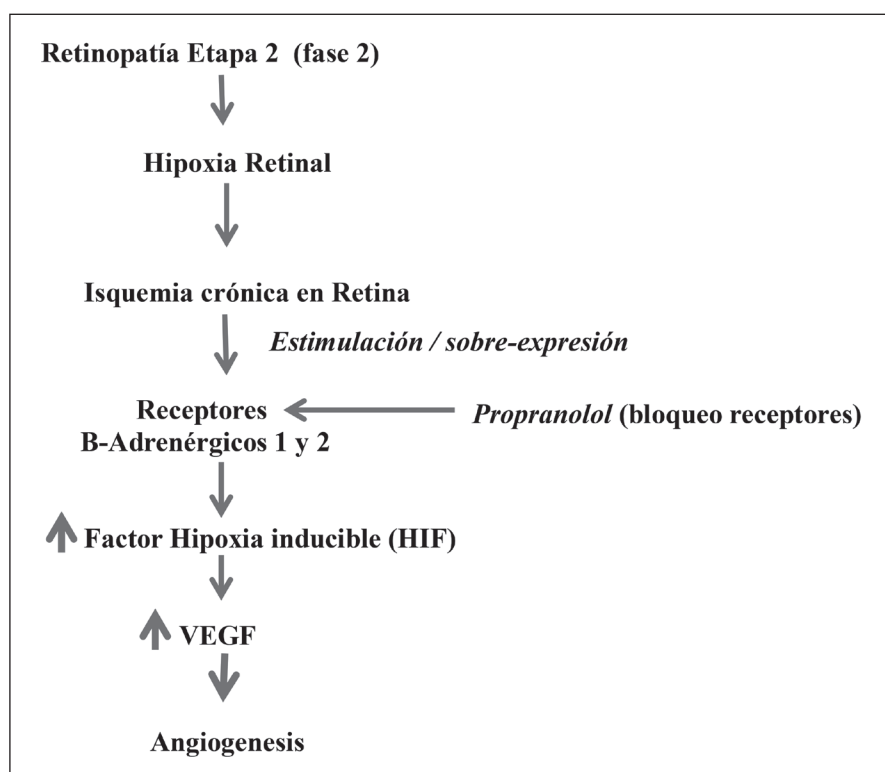 Retinopatía Etapa 2 (fase 2)
Hipoxia Retinal
Isquemia crónica en Retina
Estimulación / sobre-expresión
Receptores
B-Adrenérgicos 1 y 2
Propranolol (bloqueo receptores)
Factor Hipoxia inducible (HIF)
VEGF
Angiogenesis